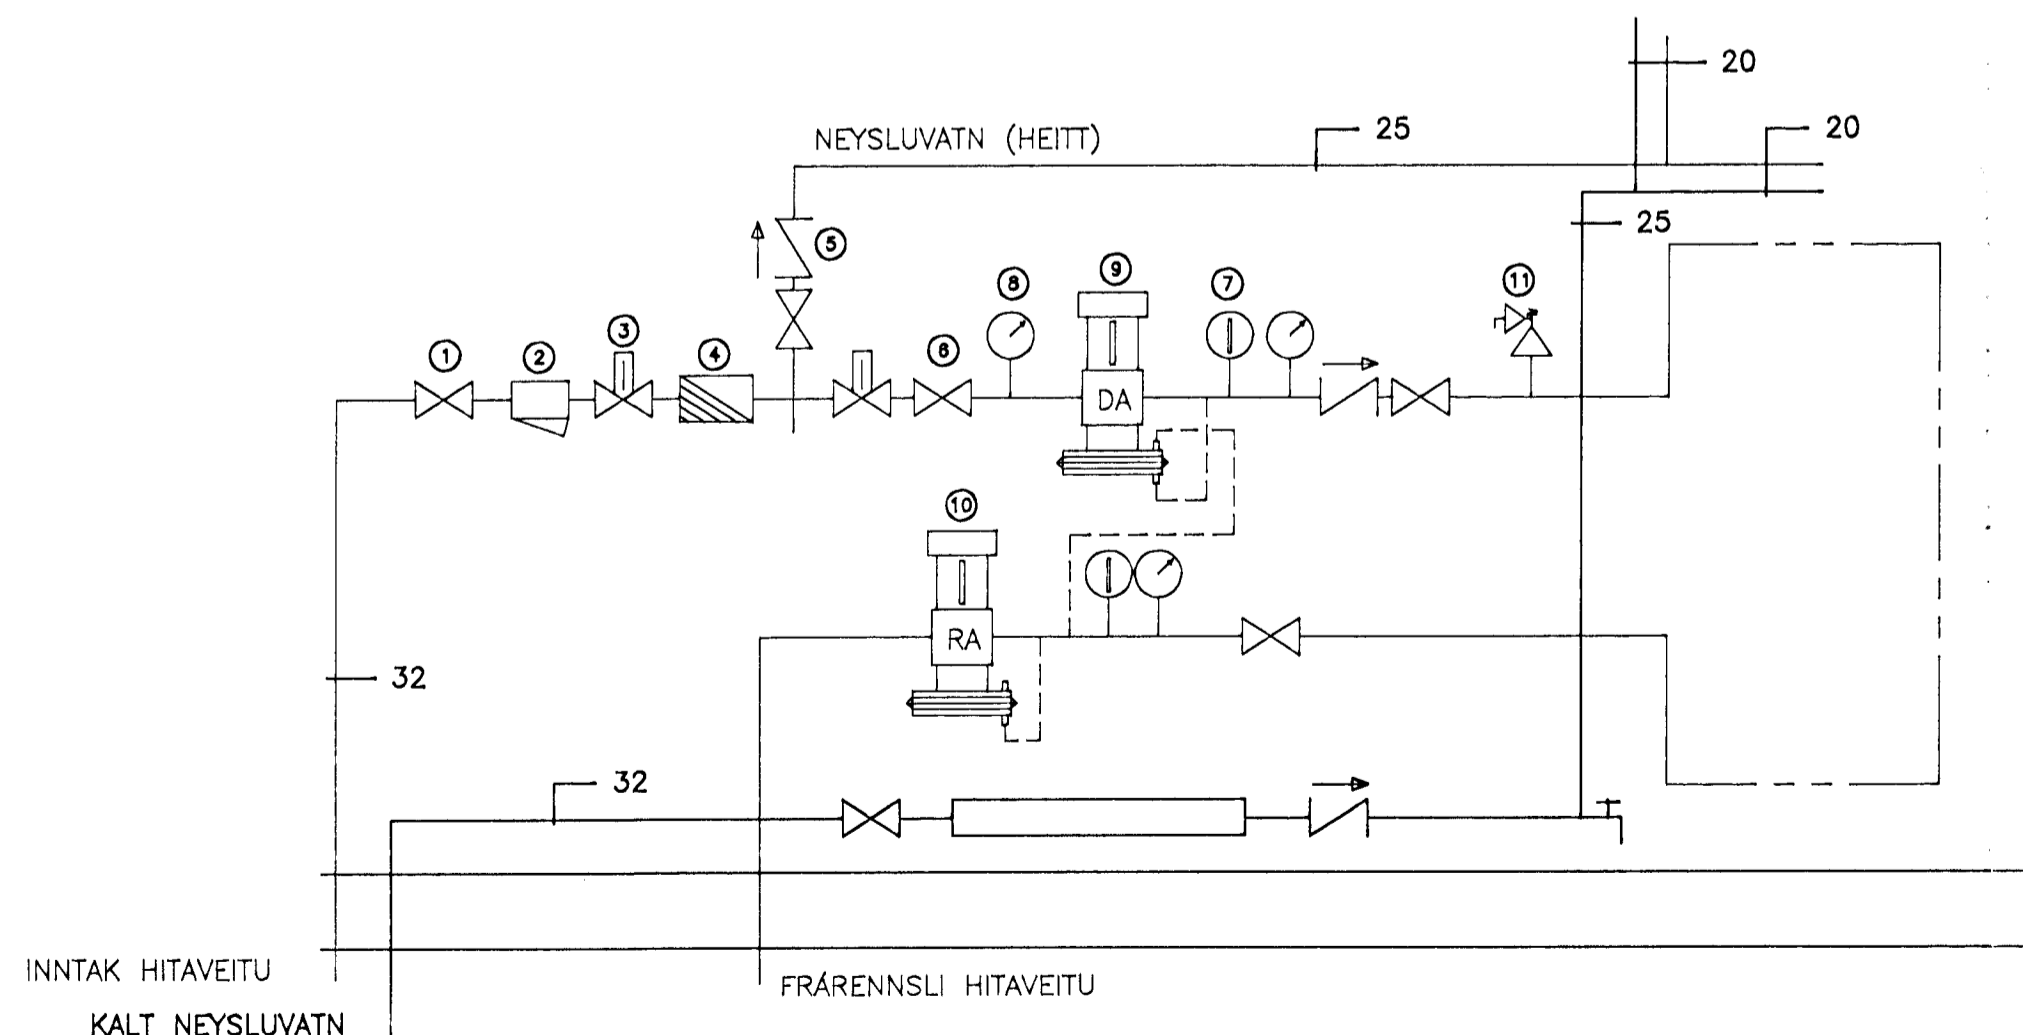 20
NEYSLUVATN (HEITT)
25
20
25
5
8
9
7
11
1
2
3
4
6
DA
10
RA
32
32
INNTAK HITAVEITU
FRÁRENNSLI HITAVEITU
KALT NEYSLUVATN